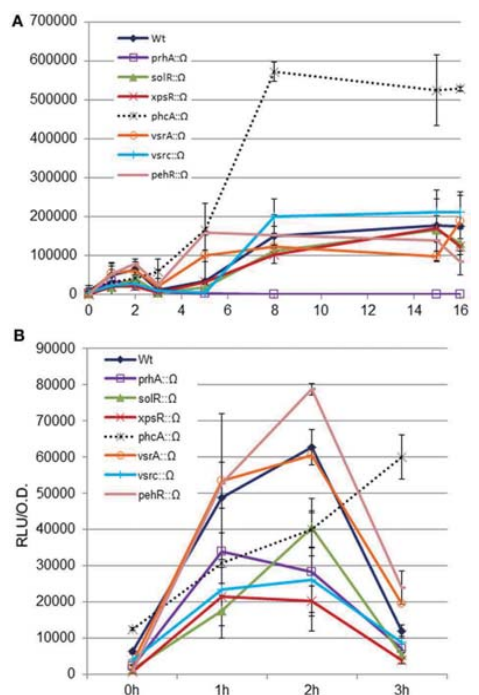 A
700000
600000
500000
400000
300000
200000
100000
0
Wt
prhA::Ω
solR::Ω
xpsR::Ω
phcA::Ω
vsrA::Ω
vsrc::Ω
pehR::Ω
0 2 4 6 8 10 12 14 16
B
90000
80000
70000
60000
50000
40000
30000
20000
10000
0
RLU/O.D.
Wt
prhA::Ω
solR::Ω
xpsR::Ω
phcA::Ω
vsrA::Ω
vsrc::Ω
pehR::Ω
0h 1h 2h 3h